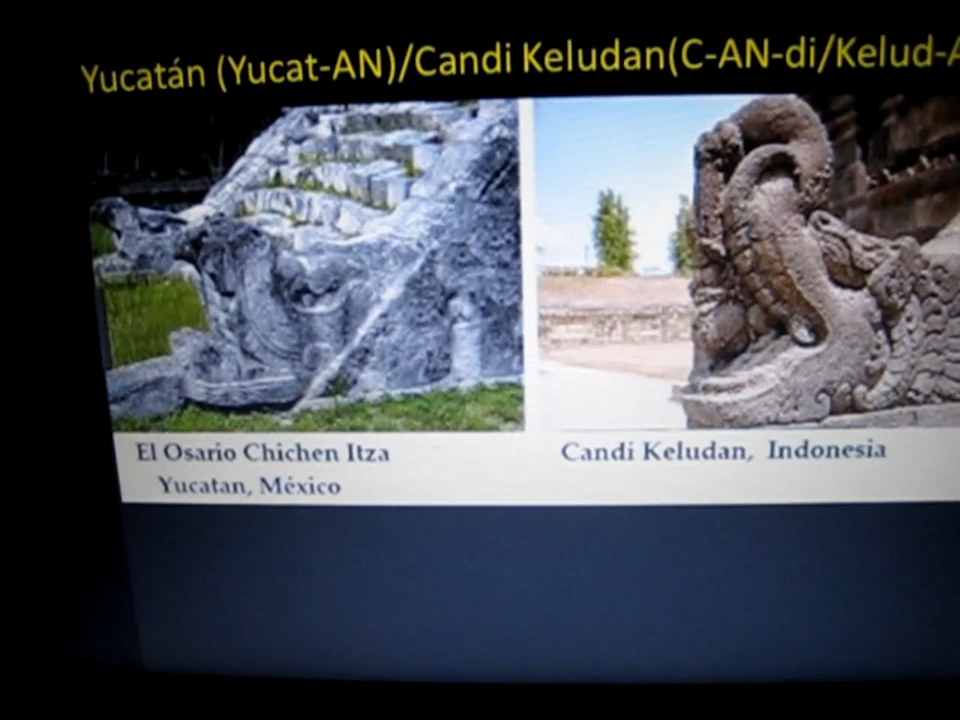 Yucatán (Yucat-AN)/Candi Keludan(C-AN-di/Kelud-A
El Osario Chichen Itza
Yucatan, México
Candi Keludan, Indonesia